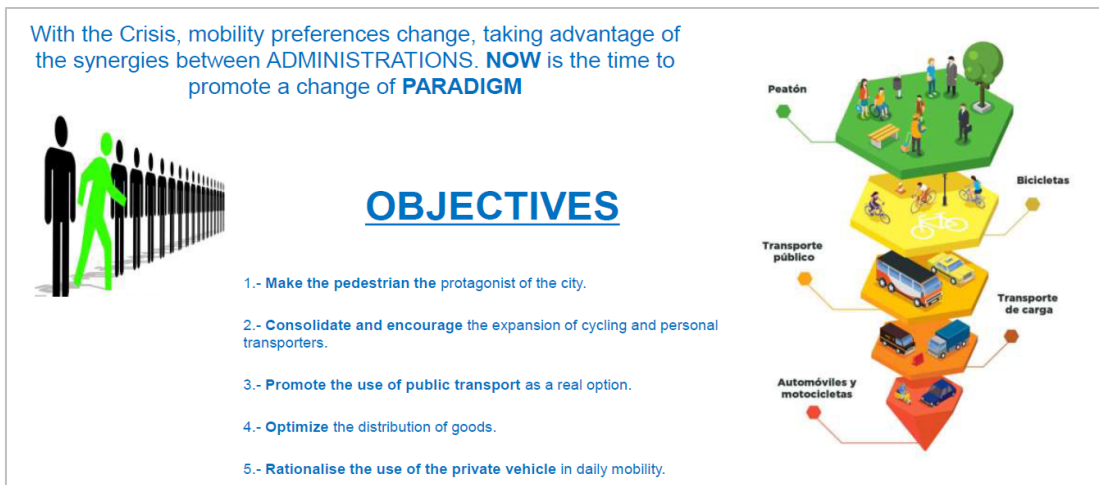 With the Crisis, mobility preferences change, taking advantage of
the synergies between ADMINISTRATIONS. NOW is the time to
promote a change of PARADIGM
OBJECTIVES
1.- Make the pedestrian the protagonist of the city.
2.- Consolidate and encourage the expansion of cycling and personal
transporters.
3.- Promote the use of public transport as a real option.
4.- Optimize the distribution of goods.
5.- Rationalise the use of the private vehicle in daily mobility.
Peatón
Bicicletas
Transporte
público
Transporte
de carga
Automóviles y
motocicletas